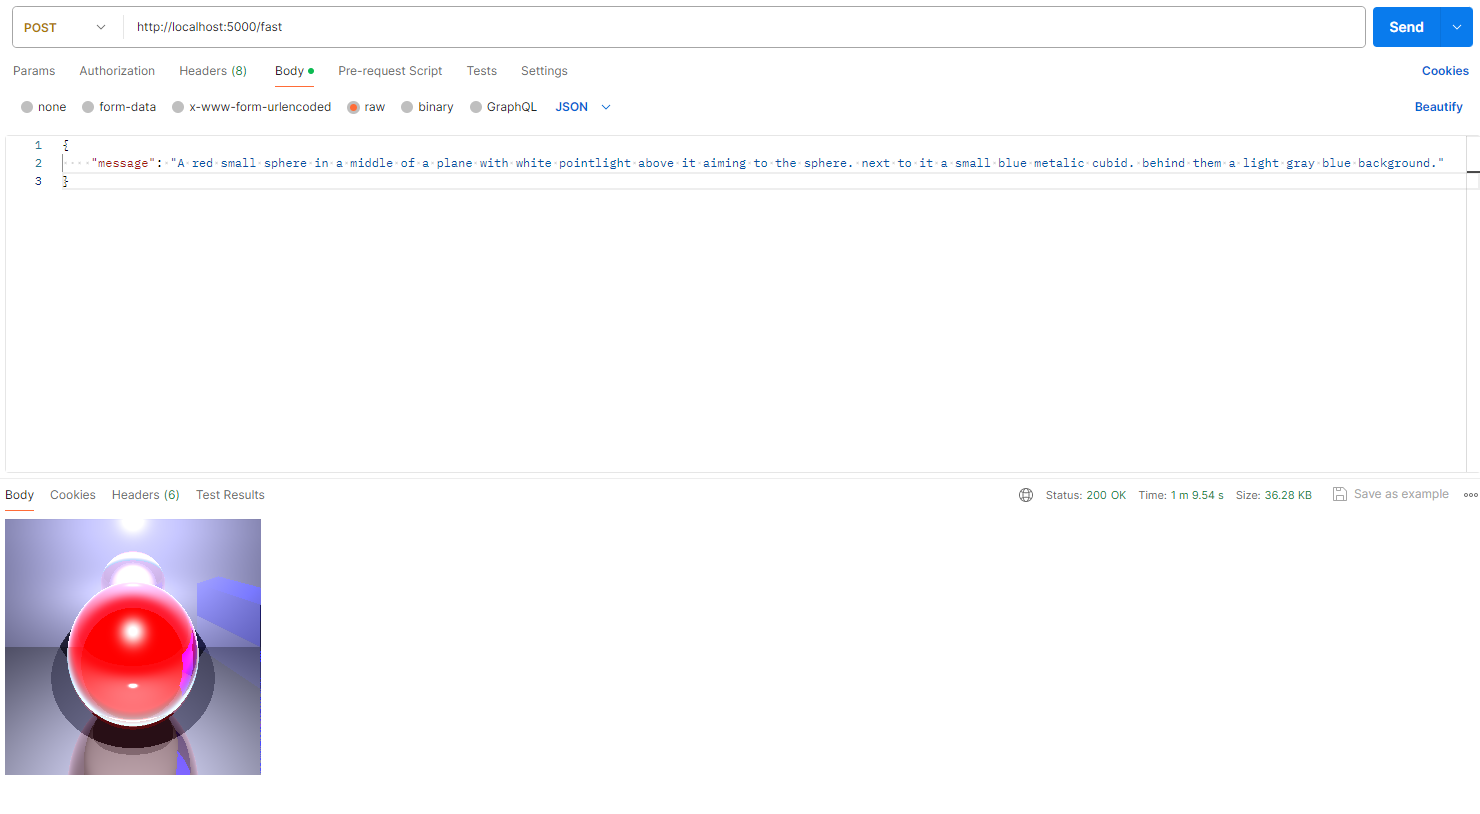 POST http://localhost:5000/fast Send
Params Authorization Headers (8) Body Pre-request Script Tests Settings Cookies
none form-data x-www-form-urlencoded raw binary GraphQL JSON Beautify
1 {
2 "message": "A red small sphere in a middle of a plane with white pointlight above it aiming to the sphere. next to it a small blue metalic cubid. behind them a light gray blue background."
3 }
Body Cookies Headers (6) Test Results Status: 200 OK Time: 1 m 9.54 s Size: 36.28 KB Save as example